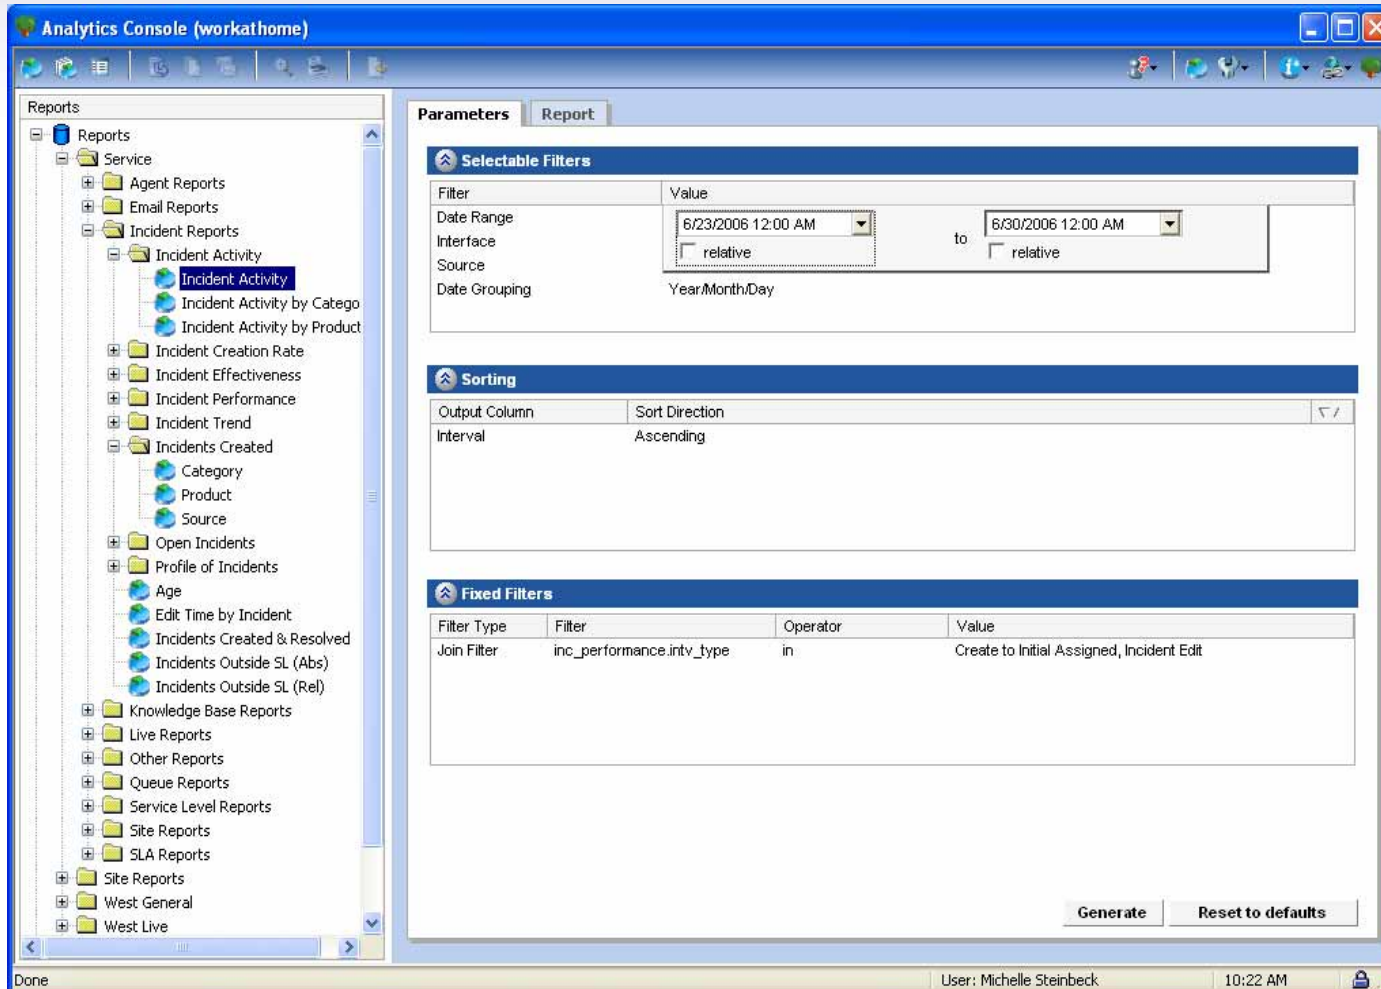 Analytics Console (workathome)
Reports
Reports
Service
Agent Reports
Email Reports
Incident Reports
Incident Activity
Incident Activity
Incident Activity by Catego
Incident Activity by Product
Incident Creation Rate
Incident Effectiveness
Incident Performance
Incident Trend
Incidents Created
Category
Product
Source
Open Incidents
Profile of Incidents
Age
Edit Time by Incident
Incidents Created & Resolved
Incidents Outside SL (Abs)
Incidents Outside SL (Rel)
Knowledge Base Reports
Live Reports
Other Reports
Queue Reports
Service Level Reports
Site Reports
SLA Reports
Site Reports
West General
West Live
Parameters Report
Selectable Filters
Filter Value
Date Range 6/23/2006 12:00 AM to 6/30/2006 12:00 AM
Interface relative relative
Source
Date Grouping Year/Month/Day
Sorting
Output Column Sort Direction
Interval Ascending
Fixed Filters
Filter Type Filter Operator Value
Join Filter inc_performance.intv_type in Create to Initial Assigned, Incident Edit
Generate Reset to defaults
Done User: Michelle Steinbeck 10:22 AM